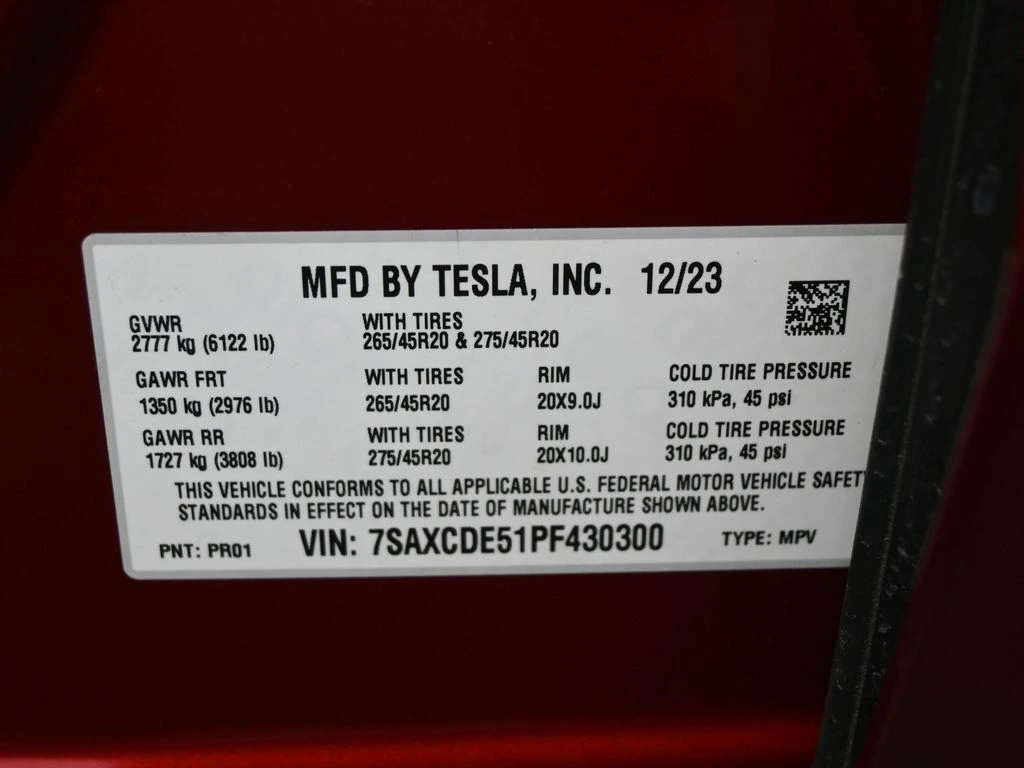 MFD BY TESLA, INC. 12/23
GVWR WITH TIRES
2777 kg (6122 lb) 265/45R20 & 275/45R20
GAWR FRT WITH TIRES RIM COLD TIRE PRESSURE
1350 kg (2976 lb) 265/45R20 20X9.0J 310 kPa, 45 psi
GAWR RR WITH TIRES RIM COLD TIRE PRESSURE
1727 kg (3808 lb) 275/45R20 20X10.0J 310 kPa, 45 psi
THIS VEHICLE CONFORMS TO ALL APPLICABLE U.S. FEDERAL MOTOR VEHICLE SAFET
STANDARDS IN EFFECT ON THE DATE OF MANUFACTURE SHOWN ABOVE.
PNT: PR01 VIN: 7SAXCDE51PF430300 TYPE: MPV